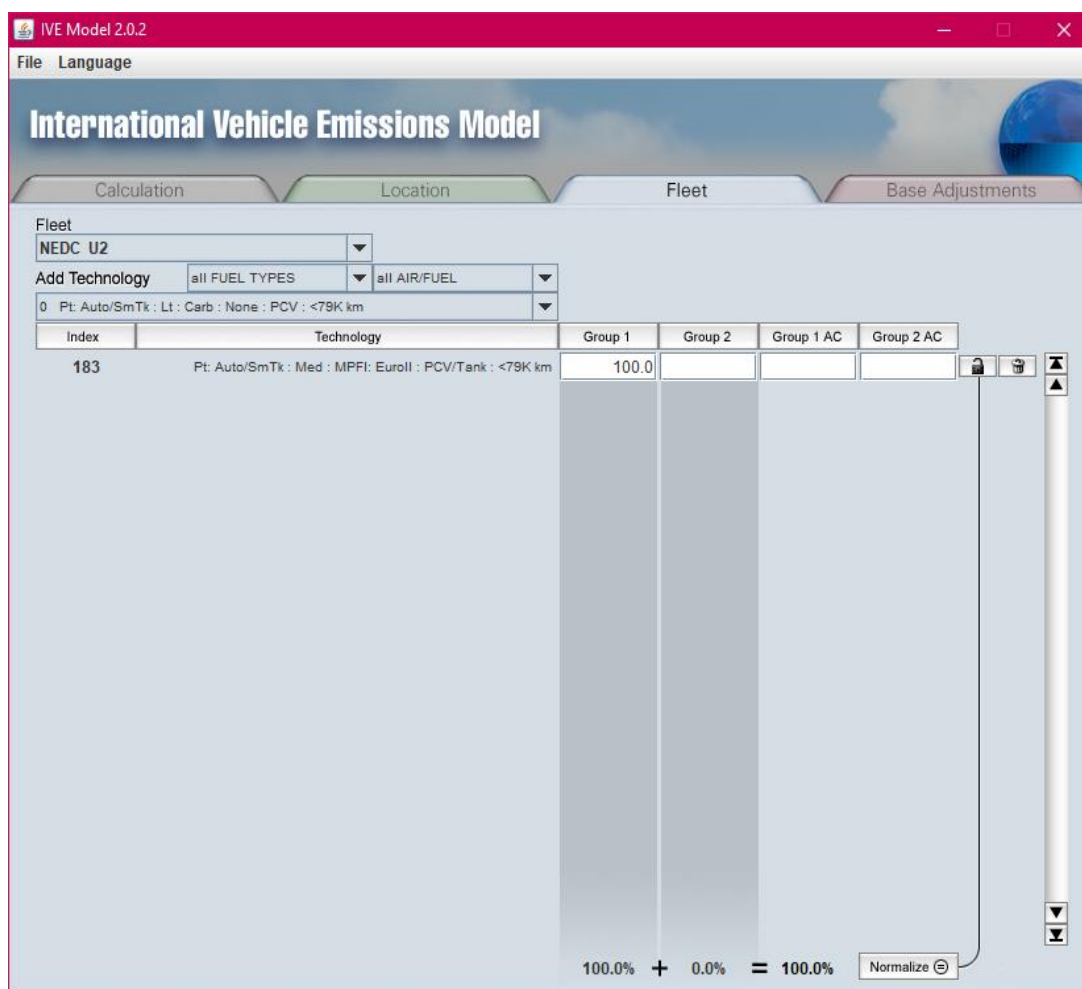 IVE Model 2.0.2
File Language
International Vehicle Emissions Model
Calculation Location Fleet Base Adjustments
Fleet
NEDC U2
Add Technology all FUEL TYPES all AIR/FUEL
0 Pt: Auto/SmTk : Lt : Carb : None : PCV : <79K km
Index Technology Group 1 Group 2 Group 1 AC Group 2 AC
183 Pt: Auto/SmTk : Med : MPFI: EuroII : PCV/Tank : <79K km 100.0
100.0% + 0.0% = 100.0% Normalize =